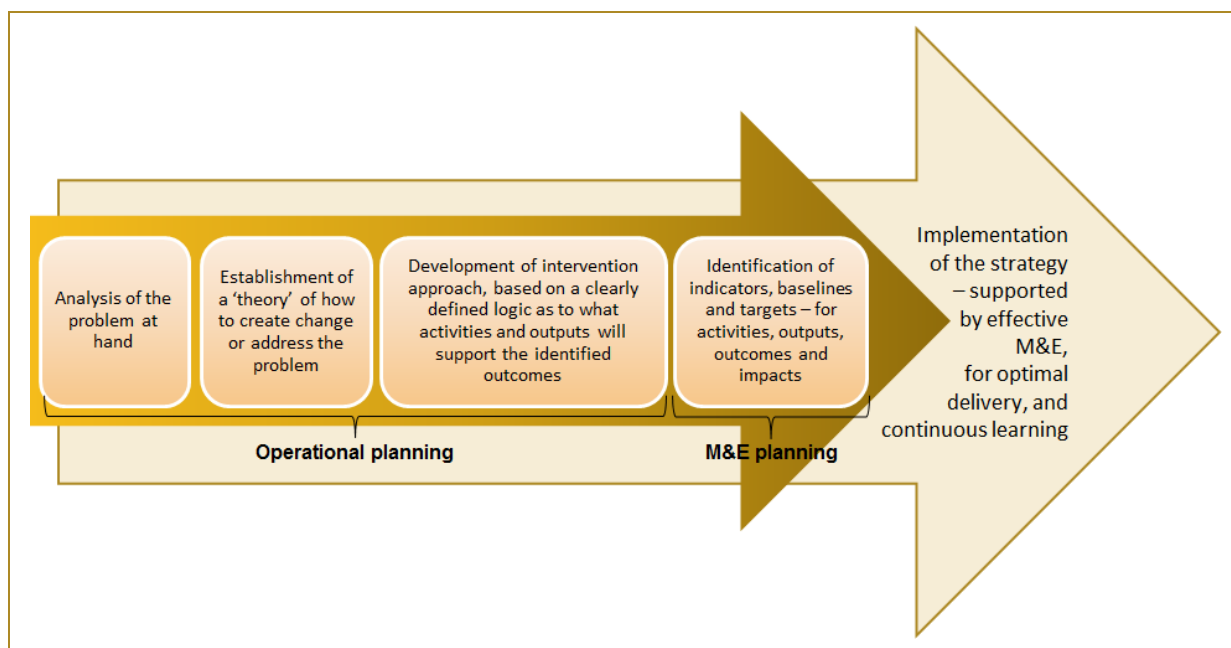 Analysis of the
problem at
hand
Establishment of
a ‘theory’ of how
to create change
or address the
problem
Development of intervention
approach, based on a clearly
defined logic as to what
activities and outputs will
support the identified
outcomes
Identification of
indicators, baselines
and targets – for
activities, outputs,
outcomes and
impacts
Operational planning
M&E planning
Implementation
of the strategy
– supported
by effective
M&E,
for optimal
delivery, and
continuous learning